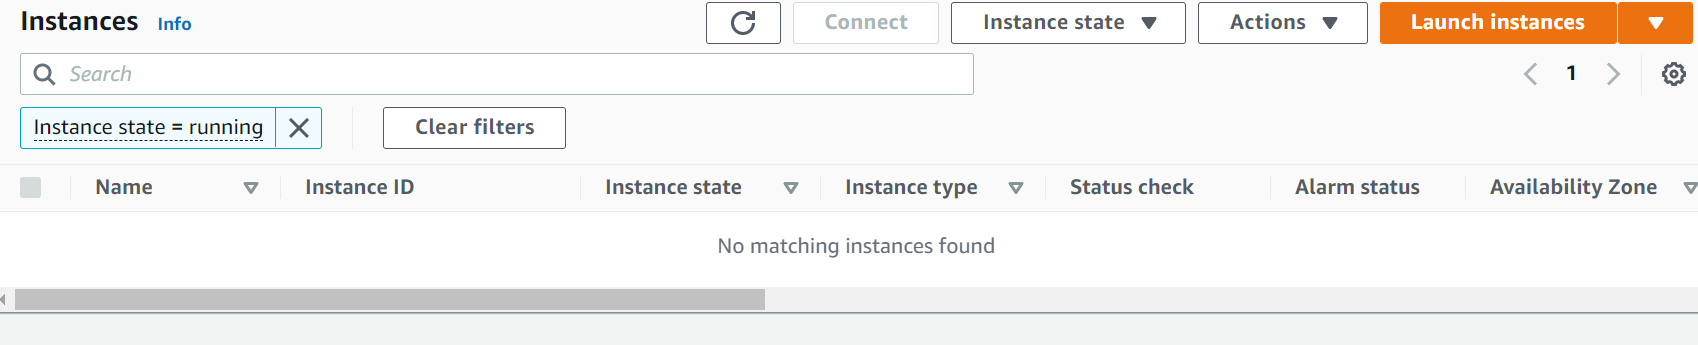 Instances Info Connect Instance state Actions Launch instances
Search 1
Instance state = running Clear filters
Name Instance ID Instance state Instance type Status check Alarm status Availability Zone
No matching instances found